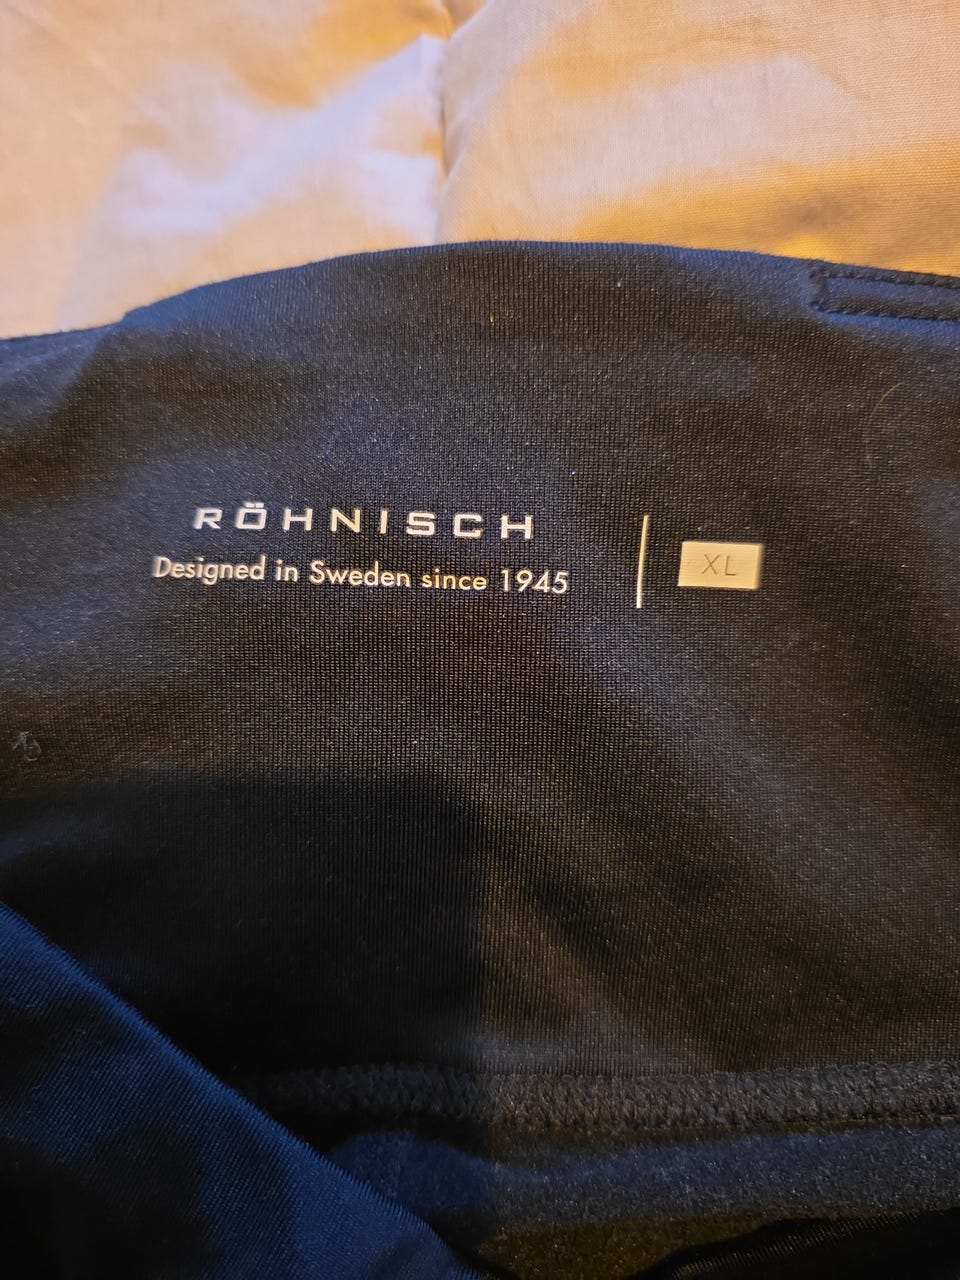 RÖHNISCH
Designed in Sweden since 1945
XL